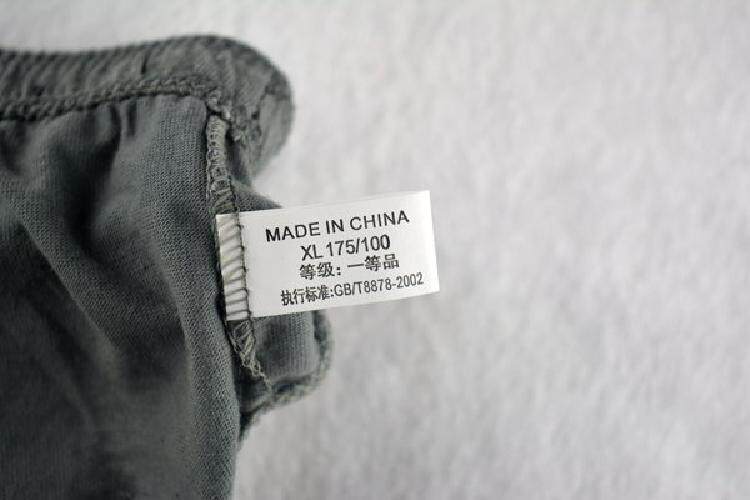 MADE IN CHINA
XL 175/100
等级: 一等品
执行标准:GB/T8878-2002